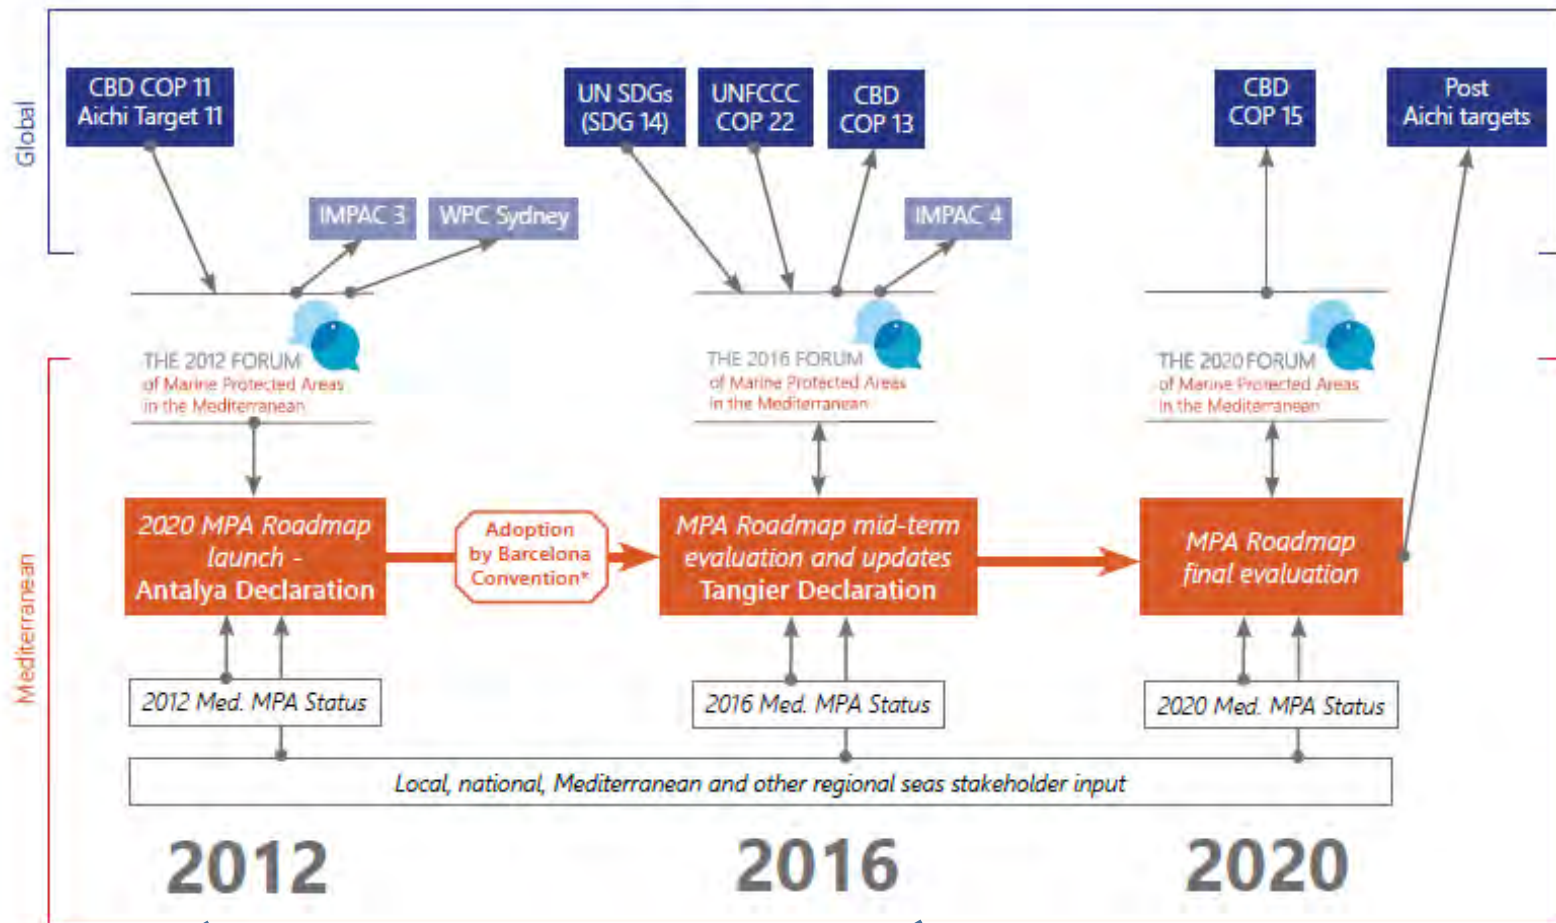 Global
CBD COP 11
Aichi Target 11
UN SDGs
(SDG 14)
UNFCCC
COP 22
CBD
COP 13
CBD
COP 15
Post
Aichi targets
IMPAC 3
WPC Sydney
IMPAC 4
THE 2012 FORUM
of Marine Protected Areas
in the Mediterranean
THE 2016 FORUM
of Marine Protected Areas
in the Mediterranean
THE 2020 FORUM
of Marine Protected Areas
in the Mediterranean
Mediterranean
2020 MPA Roadmap
launch -
Antalya Declaration
Adoption
by Barcelona
Convention*
MPA Roadmap mid-term
evaluation and updates
Tangier Declaration
MPA Roadmap
final evaluation
2012 Med. MPA Status
2016 Med. MPA Status
2020 Med. MPA Status
Local, national, Mediterranean and other regional seas stakeholder input
2012
2016
2020